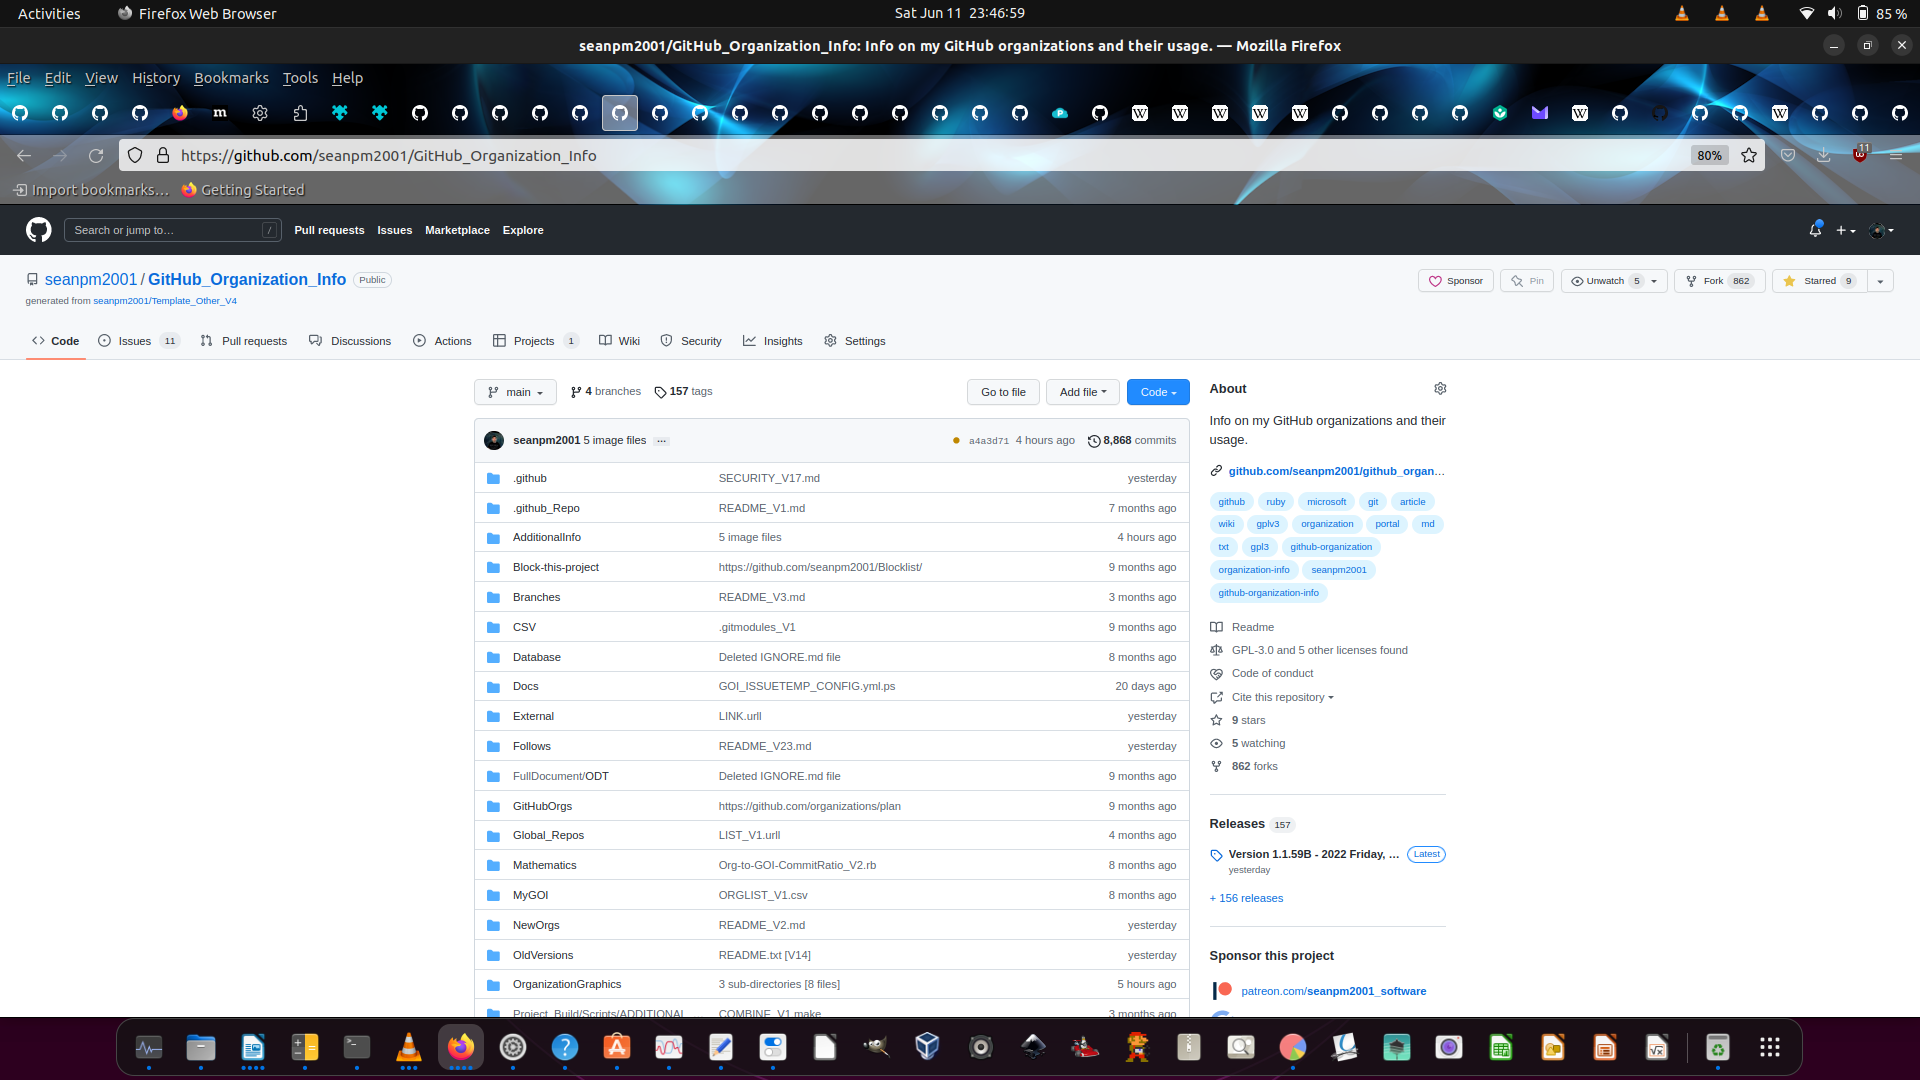 Activities
Firefox Web Browser
Sat Jun 11 23:46:59
85 %
seanpm2001/GitHub_Organization_Info: Info on my GitHub organizations and their usage. — Mozilla Firefox
File Edit View History Bookmarks Tools Help
https://github.com/seanpm2001/GitHub_Organization_Info
80%
11
Import bookmarks…
Getting Started
Search or jump to…
/
Pull requests
Issues
Marketplace
Explore
seanpm2001 / GitHub_Organization_Info
Public
Sponsor
Pin
Unwatch 5
Fork 862
Starred 9
generated from seanpm2001/Template_Other_V4
Code
Issues 11
Pull requests
Discussions
Actions
Projects 1
Wiki
Security
Insights
Settings
main
4 branches
157 tags
Go to file
Add file
Code
seanpm2001 5 image files ...
a4a3d71 4 hours ago
8,868 commits
.github SECURITY_V17.md yesterday
.github_Repo README_V1.md 7 months ago
AdditionalInfo 5 image files 4 hours ago
Block-this-project https://github.com/seanpm2001/Blocklist/ 9 months ago
Branches README_V3.md 3 months ago
CSV .gitmodules_V1 9 months ago
Database Deleted IGNORE.md file 8 months ago
Docs GOI_ISSUETEMP_CONFIG.yml.ps 20 days ago
External LINK.urll yesterday
Follows README_V23.md yesterday
FullDocument/ODT Deleted IGNORE.md file 9 months ago
GitHubOrgs https://github.com/organizations/plan 9 months ago
Global_Repos LIST_V1.urll 4 months ago
Mathematics Org-to-GOI-CommitRatio_V2.rb 8 months ago
MyGOI ORGLIST_V1.csv 8 months ago
NewOrgs README_V2.md yesterday
OldVersions README.txt [V14] yesterday
OrganizationGraphics 3 sub-directories [8 files] 5 hours ago
Project_Build/Scripts/ADDITIONAL COMBINE_V1.make 3 months ago
About
Info on my GitHub organizations and their
usage.
github.com/seanpm2001/github_organ…
github ruby microsoft git article
wiki gplv3 organization portal md
txt gpl3 github-organization
organization-info seanpm2001
github-organization-info
Readme
GPL-3.0 and 5 other licenses found
Code of conduct
Cite this repository
9 stars
5 watching
862 forks
Releases 157
Version 1.1.59B - 2022 Friday, ...
Latest
yesterday
+ 156 releases
Sponsor this project
patreon.com/seanpm2001_software